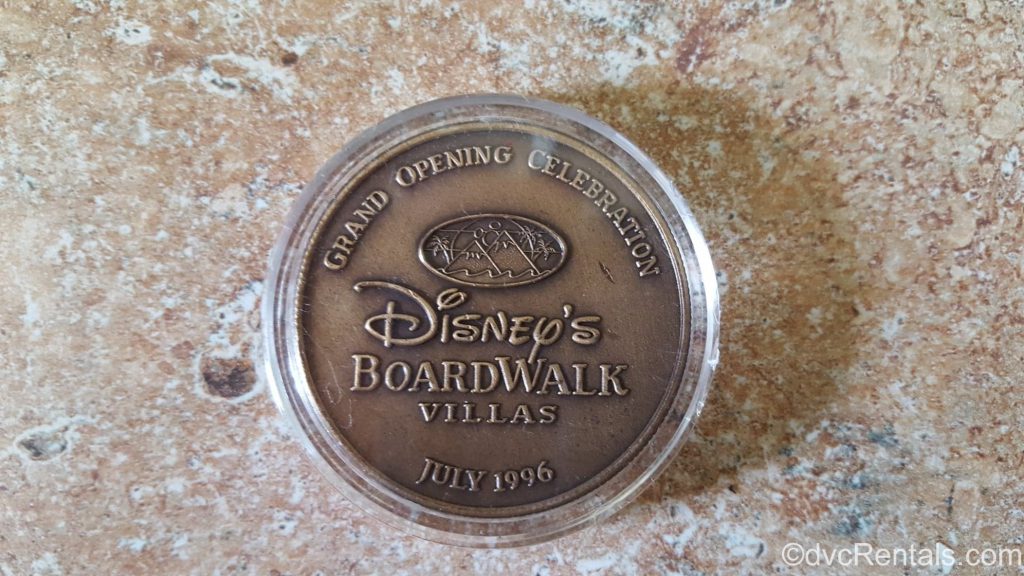 GRAND OPENING CELEBRATION
DISNEY'S
BOARDWALK
VILLAS
JULY 1996
©dvcRentals.com